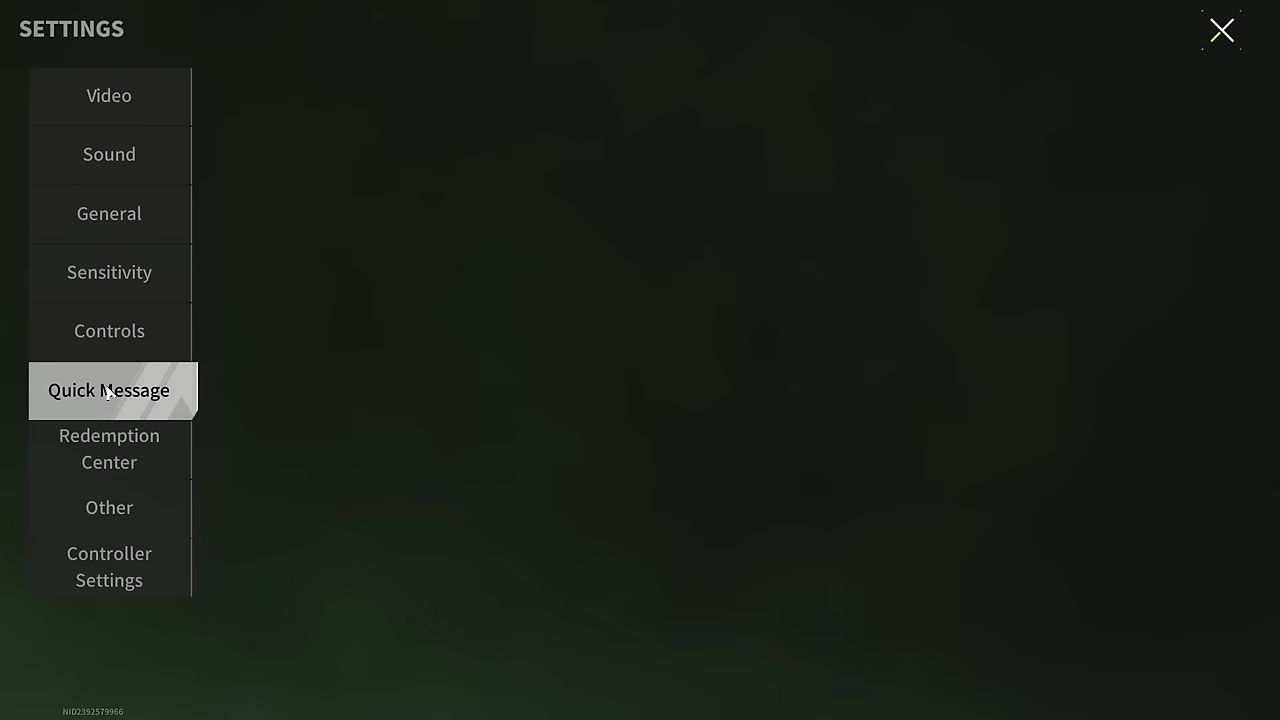 SETTINGS
Video
Sound
General
Sensitivity
Controls
Quick Message
Redemption
Center
Other
Controller
Settings
NID2392579966